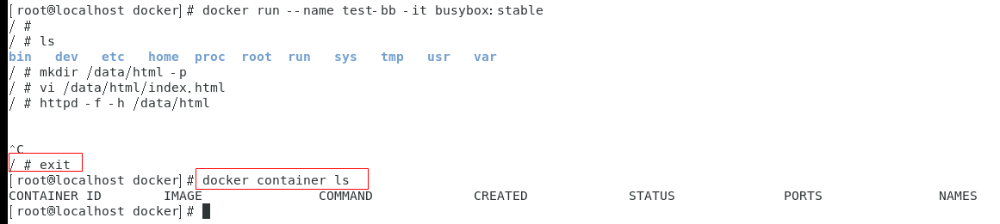 [root@localhost docker]# docker run --name test-bb -it busybox:stable
/ #
/ # ls
bin dev etc home proc root run sys tmp usr var
/ # mkdir /data/html -p
/ # vi /data/html/index.html
/ # httpd -f -h /data/html
^C
/ # exit
[root@localhost docker]# docker container ls
CONTAINER ID IMAGE COMMAND CREATED STATUS PORTS NAMES
[root@localhost docker]#